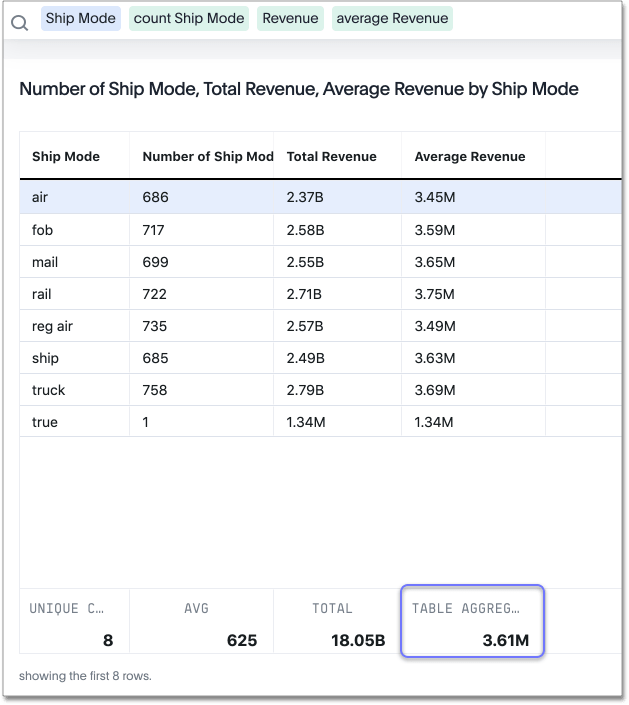 Ship Mode count Ship Mode Revenue average Revenue
Number of Ship Mode, Total Revenue, Average Revenue by Ship Mode
Ship Mode Number of Ship Mod Total Revenue Average Revenue
air 686 2.37B 3.45M
fob 717 2.58B 3.59M
mail 699 2.55B 3.65M
rail 722 2.71B 3.75M
reg air 735 2.57B 3.49M
ship 685 2.49B 3.63M
truck 758 2.79B 3.69M
true 1 1.34M 1.34M
UNIQUE C… AVG TOTAL TABLE AGGREG…
8 625 18.05B 3.61M
showing the first 8 rows.